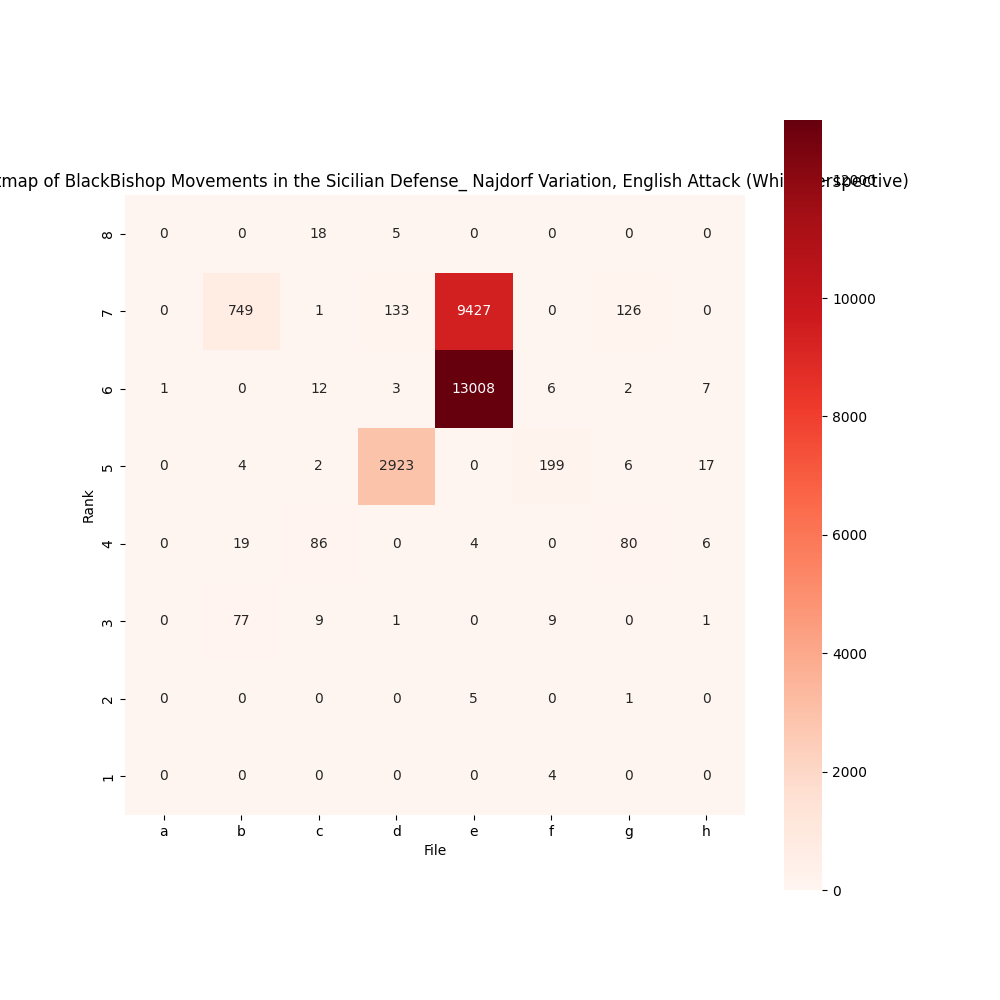 tmap of BlackBishop Movements in the Sicilian Defense_ Najdorf Variation, English Attack (White Perspective)
12000
8 0 0 18 5 0 0 0 0
7 0 749 1 133 9427 0 126 0
10000
6 1 0 12 3 13008 6 2 7
8000
5 0 4 2 2923 0 199 6 17
6000
Rank
4 0 19 86 0 4 0 80 6
4000
3 0 77 9 1 0 9 0 1
2 0 0 0 0 5 0 1 0
2000
1 0 0 0 0 0 4 0 0
a b c d e f g h
File
0